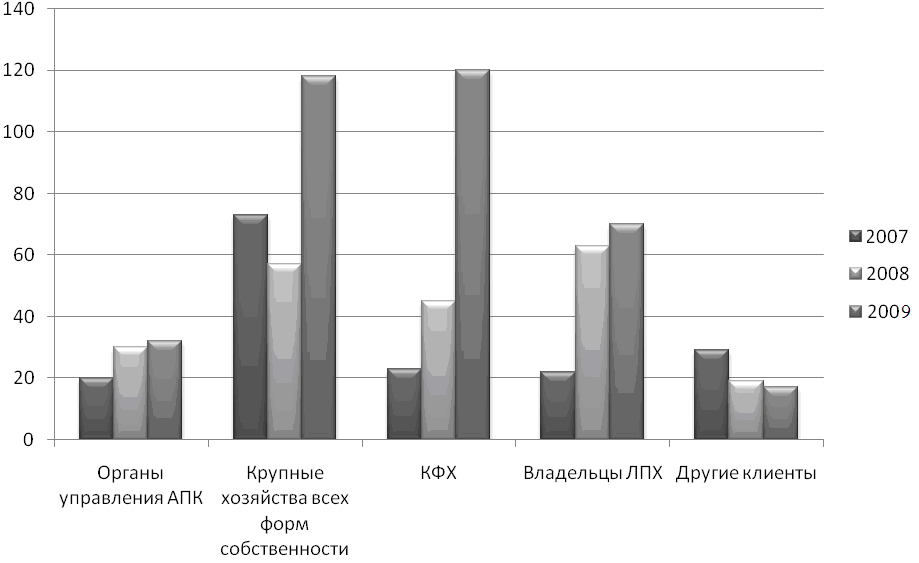 140
120
100
80
60
40
20
0
2007
2008
2009
Органы
управления АПК
Крупные
хозяйства всех
форм
собственности
КФХ
Владельцы ЛПХ
Другие клиенты